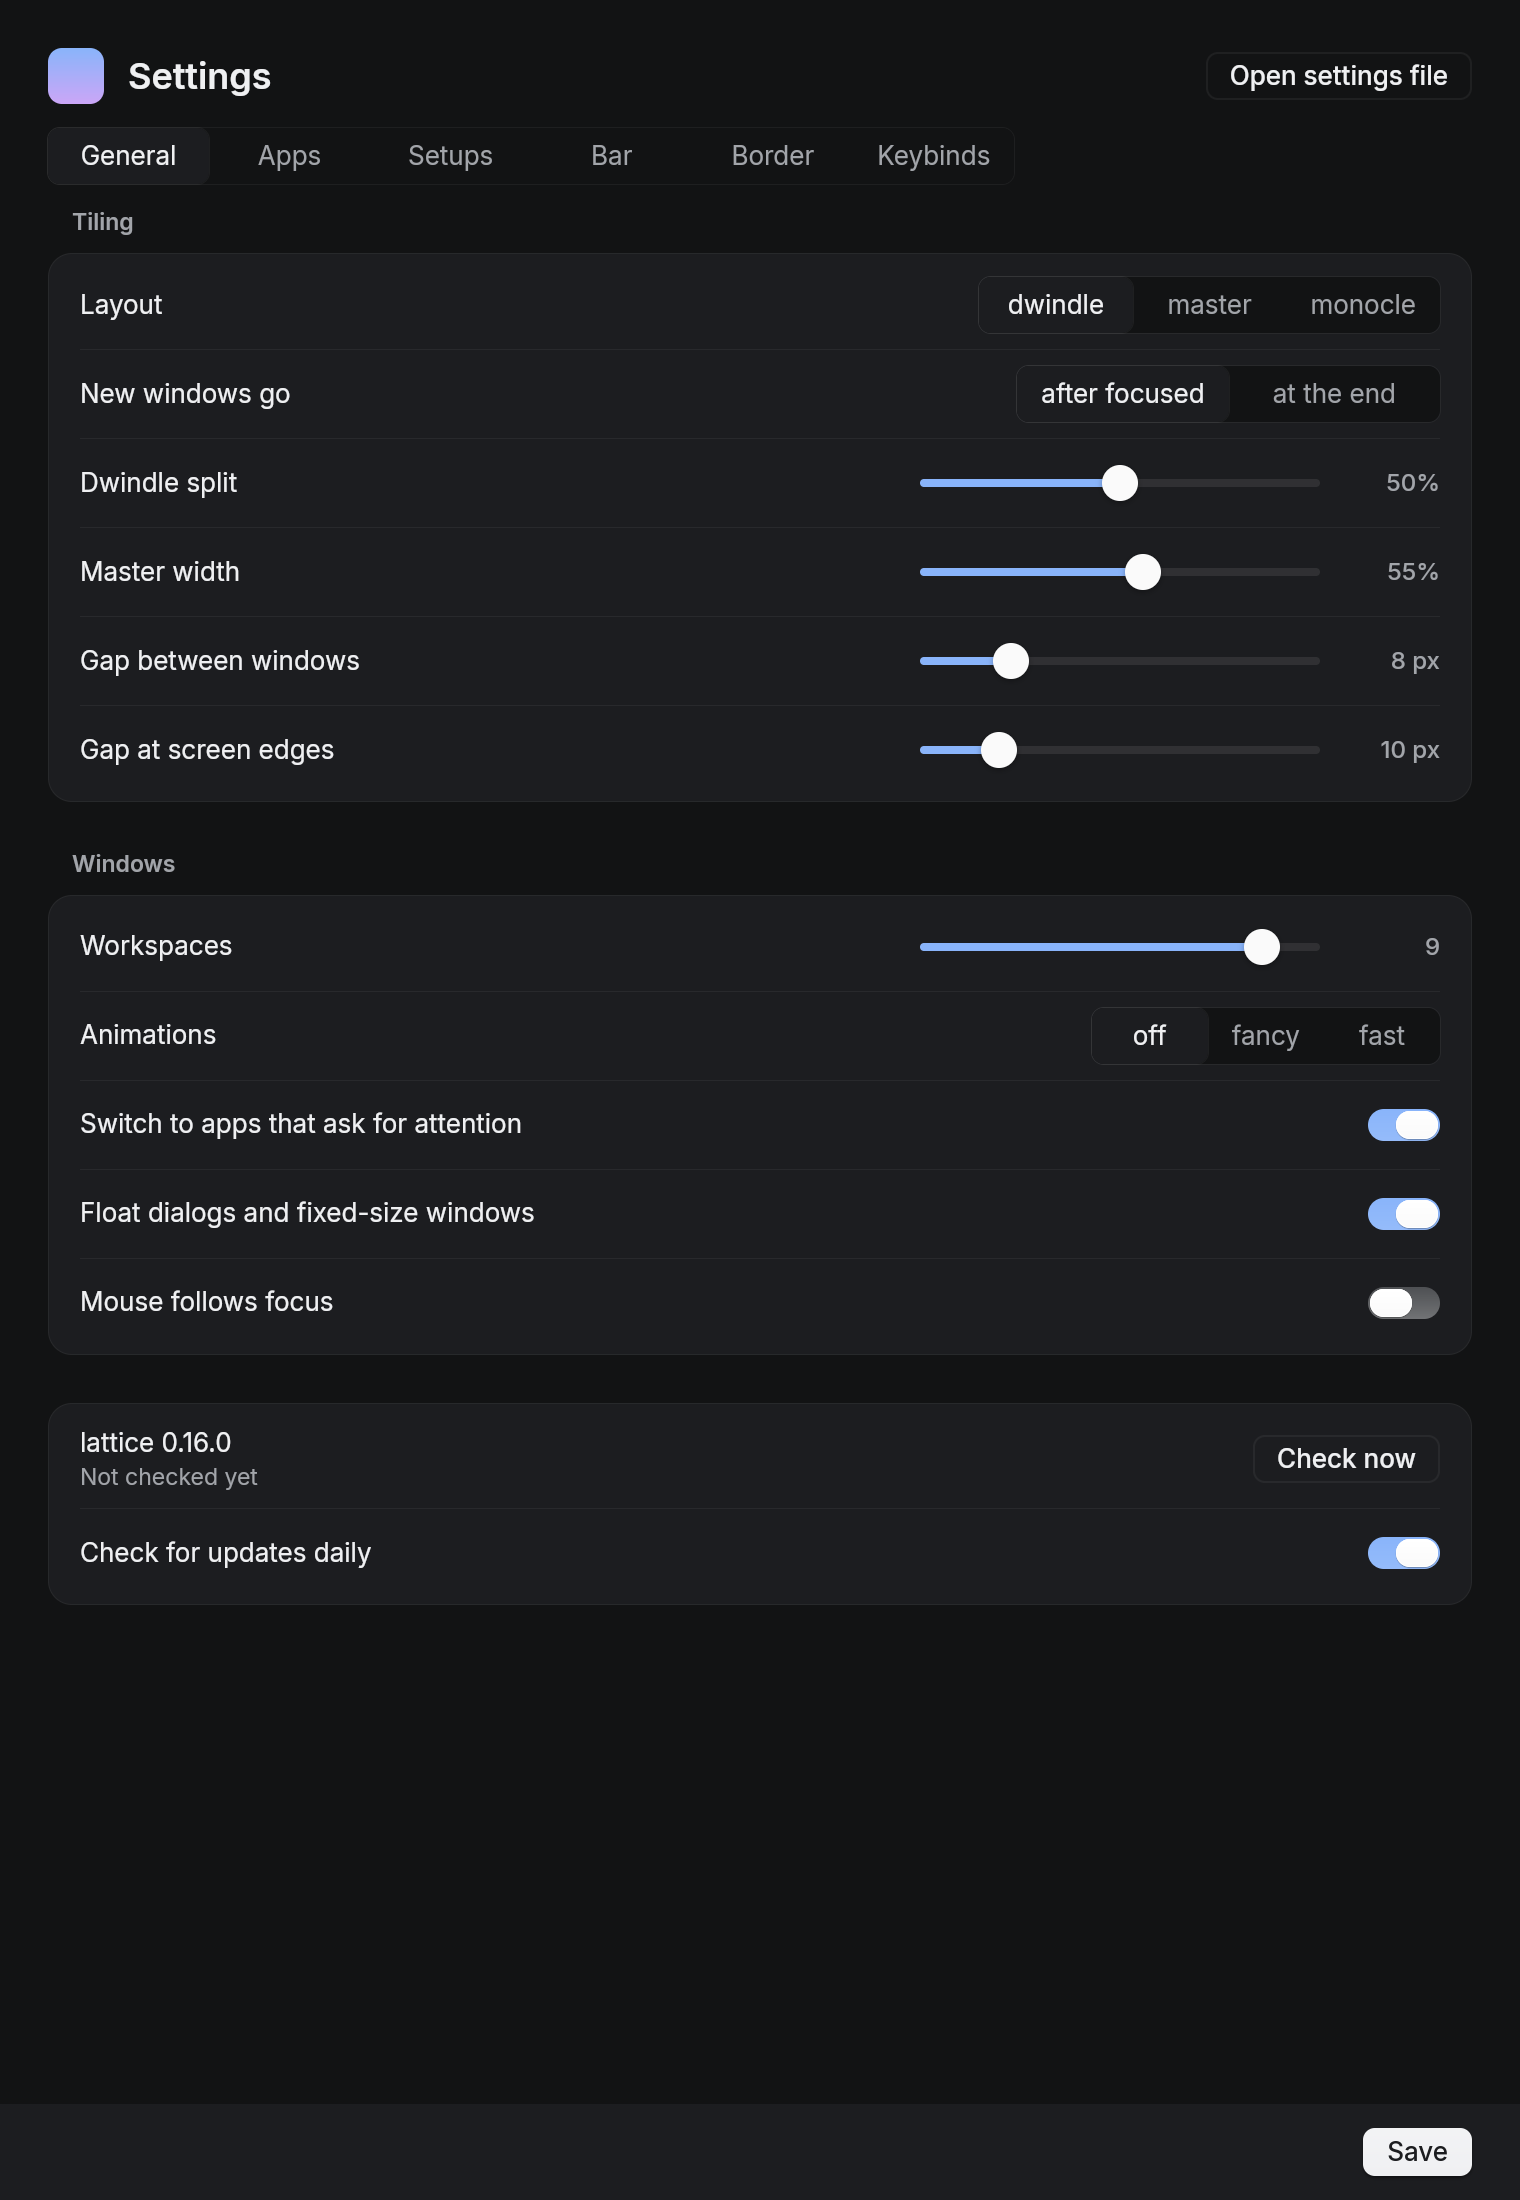 Settings
Open settings file
General Apps Setups Bar Border Keybinds
Tiling
Layout dwindle master monocle
New windows go after focused at the end
Dwindle split 50%
Master width 55%
Gap between windows 8 px
Gap at screen edges 10 px
Windows
Workspaces 9
Animations off fancy fast
Switch to apps that ask for attention
Float dialogs and fixed-size windows
Mouse follows focus
lattice 0.16.0
Not checked yet
Check now
Check for updates daily
Save